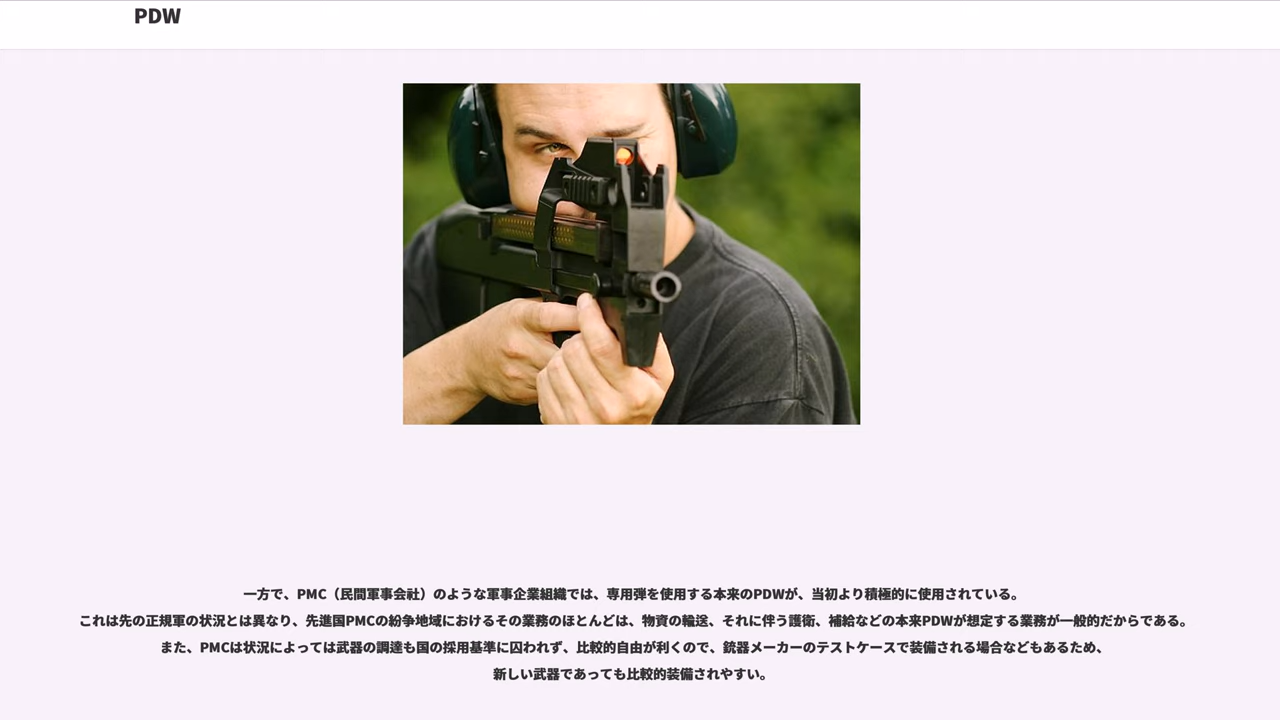 PDW
一方で、PMC（民間軍事会社）のような軍事企業組織では、専用弾を使用する本来のPDWが、当初より積極的に使用されている。
これは先の正規軍の状況とは異なり、先進国PMCの紛争地域におけるその業務のほとんどは、物資の輸送、それに伴う護衛、補給などの本来PDWが想定する業務が一般的だからである。
また、PMCは状況によっては武器の調達も国の採用基準に囚われず、比較的自由が利くので、銃器メーカーのテストケースで装備される場合などもあるため、
新しい武器であっても比較的装備されやすい。